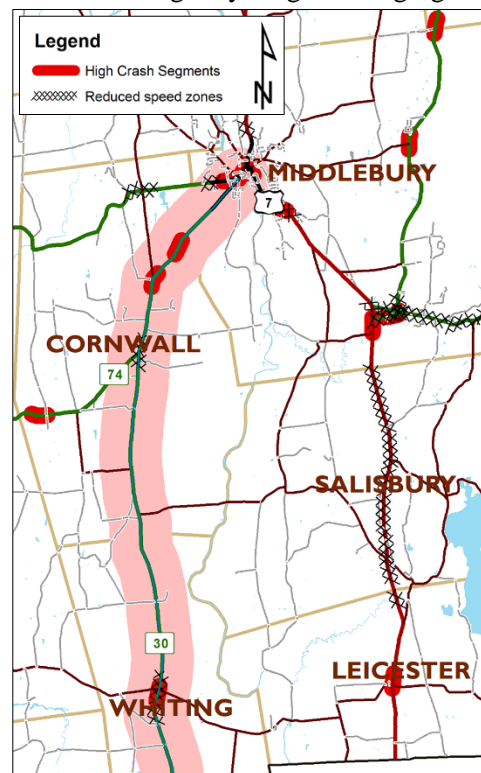 Legend
High Crash Segments
Reduced speed zones
N
MIDDLEBURY
7
CORNWALL
74
SALISBURY
30
LEICESTER
WHITING